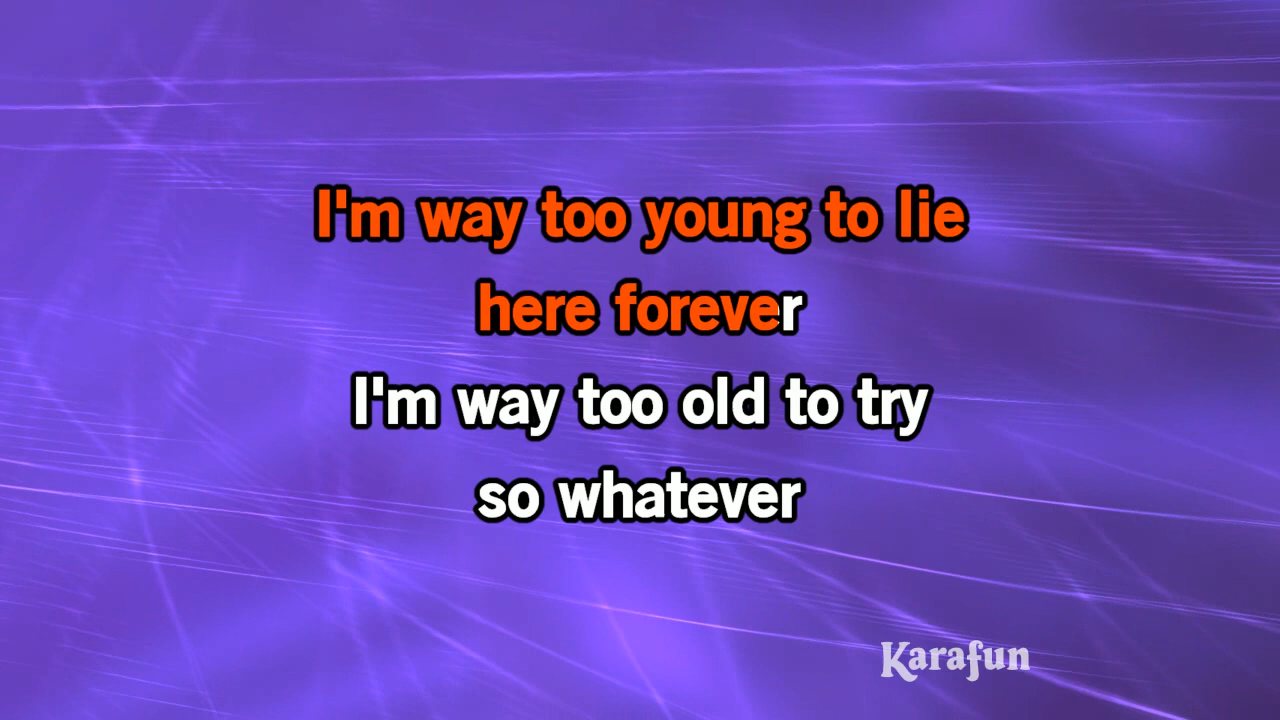 I'm way too young to lie
here forever
I'm way too old to try
so whatever
Karafun